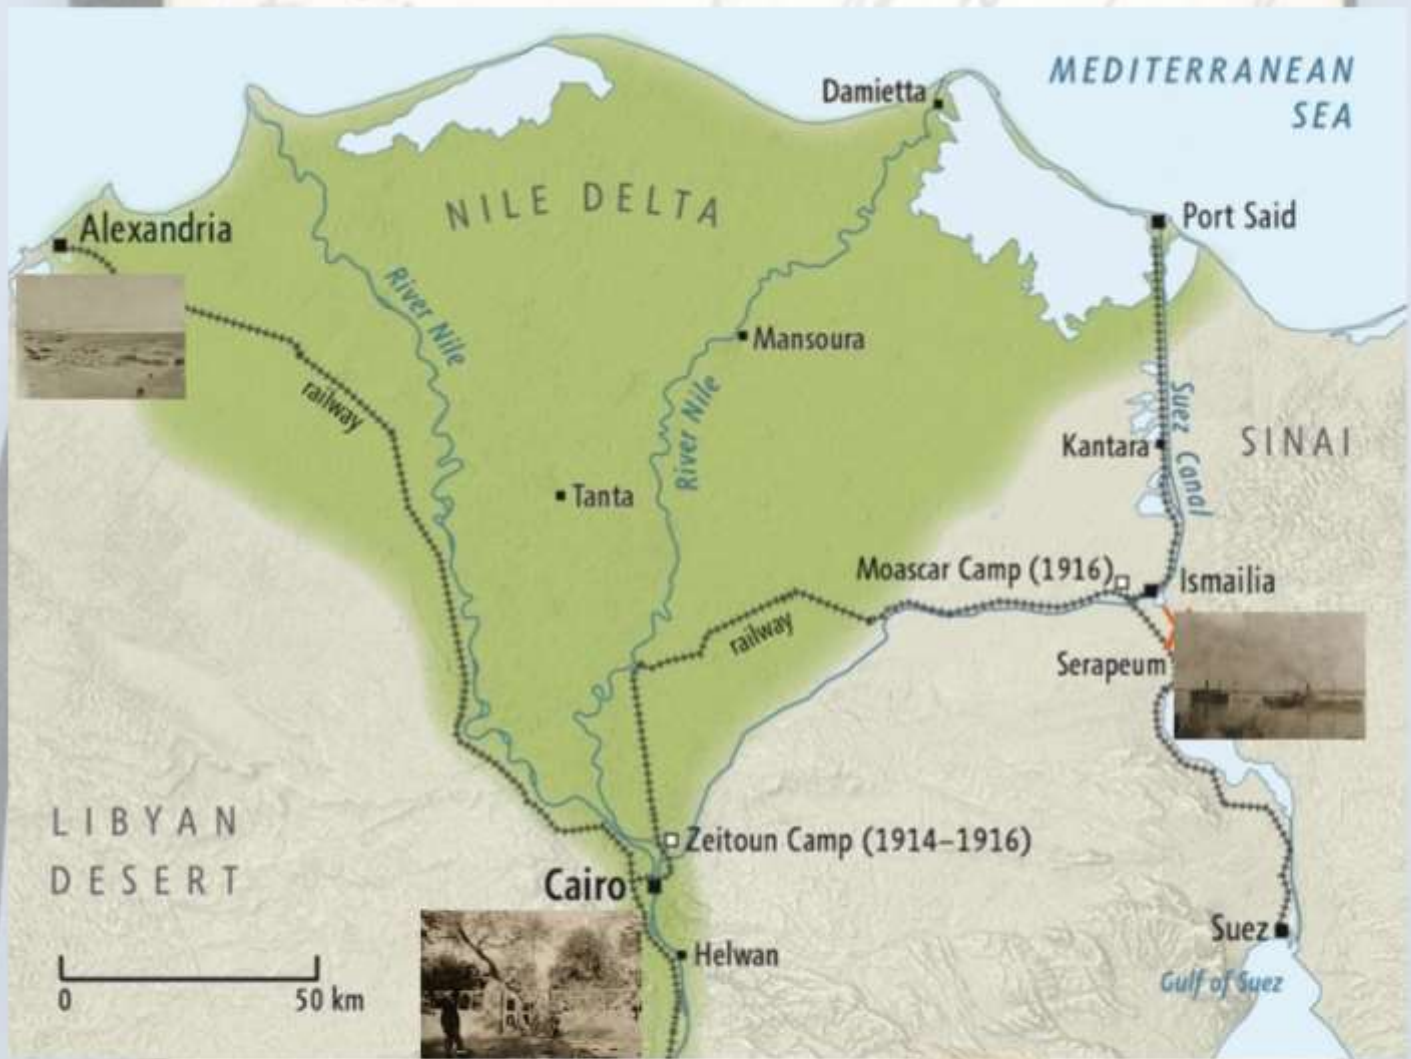 MEDITERRANEAN
SEA
Damietta
NILE DELTA
Port Said
Alexandria
River Nile
Mansoura
railway
River Nile
Suez Canal
SINAI
Kantara
Tanta
Moascar Camp (1916)
Ismailia
railway
Serapeum
LIBYAN
DESERT
Zeitoun Camp (1914–1916)
Cairo
Suez
Helwan
Gulf of Suez
0
50 km